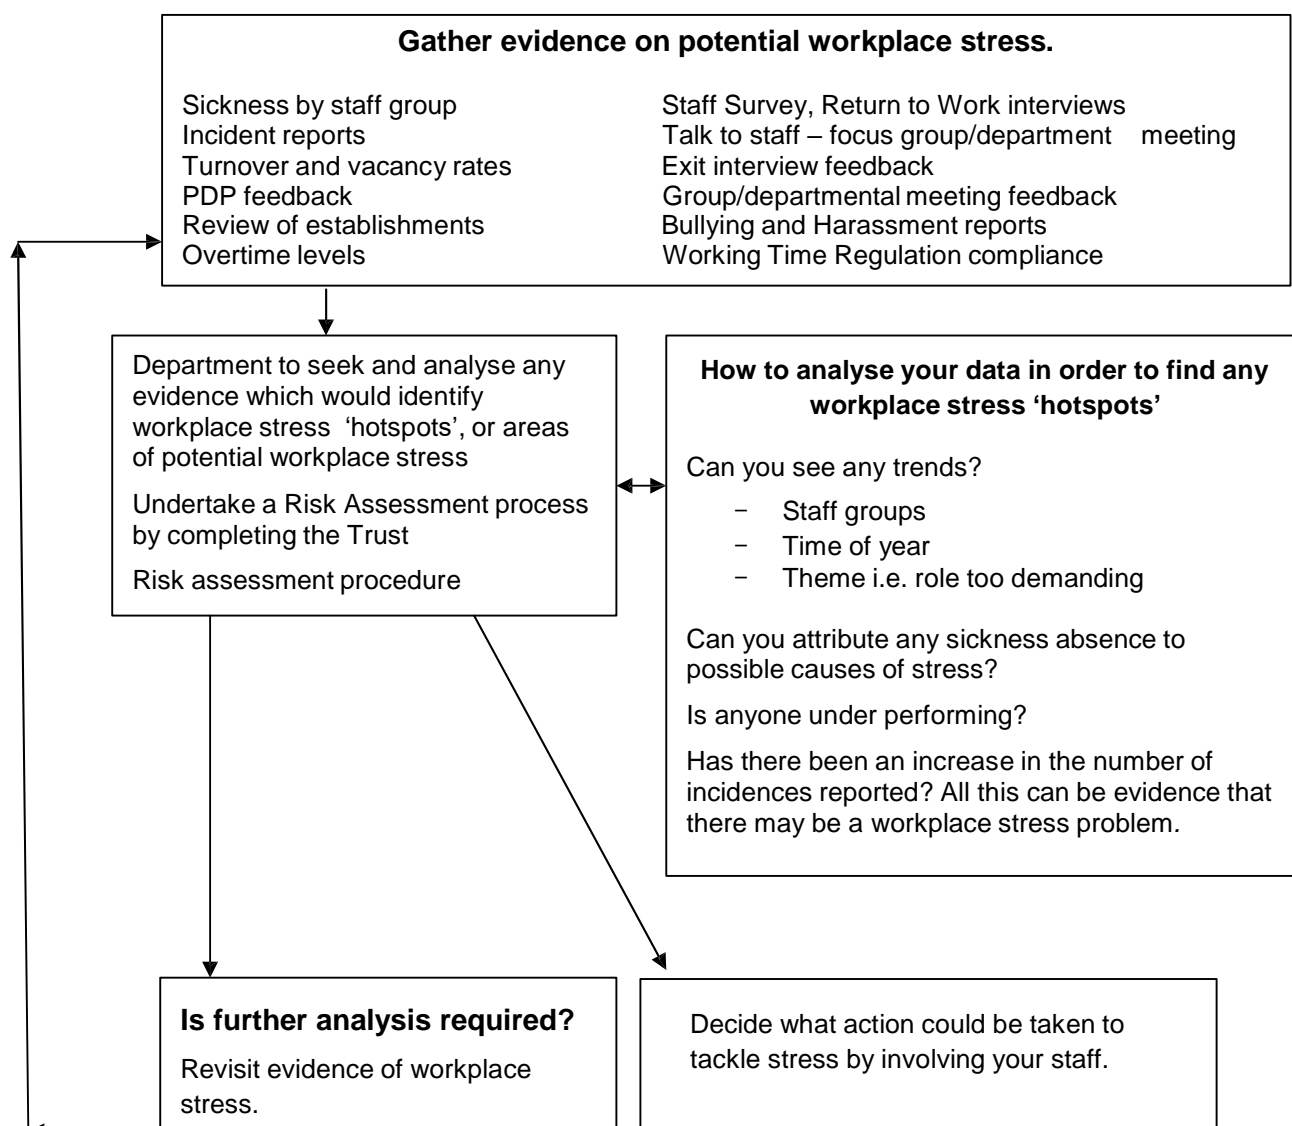 Gather evidence on potential workplace stress.
Sickness by staff group
Incident reports
Turnover and vacancy rates
PDP feedback
Review of establishments
Overtime levels
Staff Survey, Return to Work interviews
Talk to staff – focus group/department meeting
Exit interview feedback
Group/departmental meeting feedback
Bullying and Harassment reports
Working Time Regulation compliance
Department to seek and analyse any
evidence which would identify
workplace stress ‘hotspots’, or areas
of potential workplace stress
Undertake a Risk Assessment process
by completing the Trust
Risk assessment procedure
How to analyse your data in order to find any
workplace stress ‘hotspots’
Can you see any trends?
- Staff groups
- Time of year
- Theme i.e. role too demanding
Can you attribute any sickness absence to
possible causes of stress?
Is anyone under performing?
Has there been an increase in the number of
incidences reported? All this can be evidence that
there may be a workplace stress problem.
Is further analysis required?
Revisit evidence of workplace
stress.
Decide what action could be taken to
tackle stress by involving your staff.